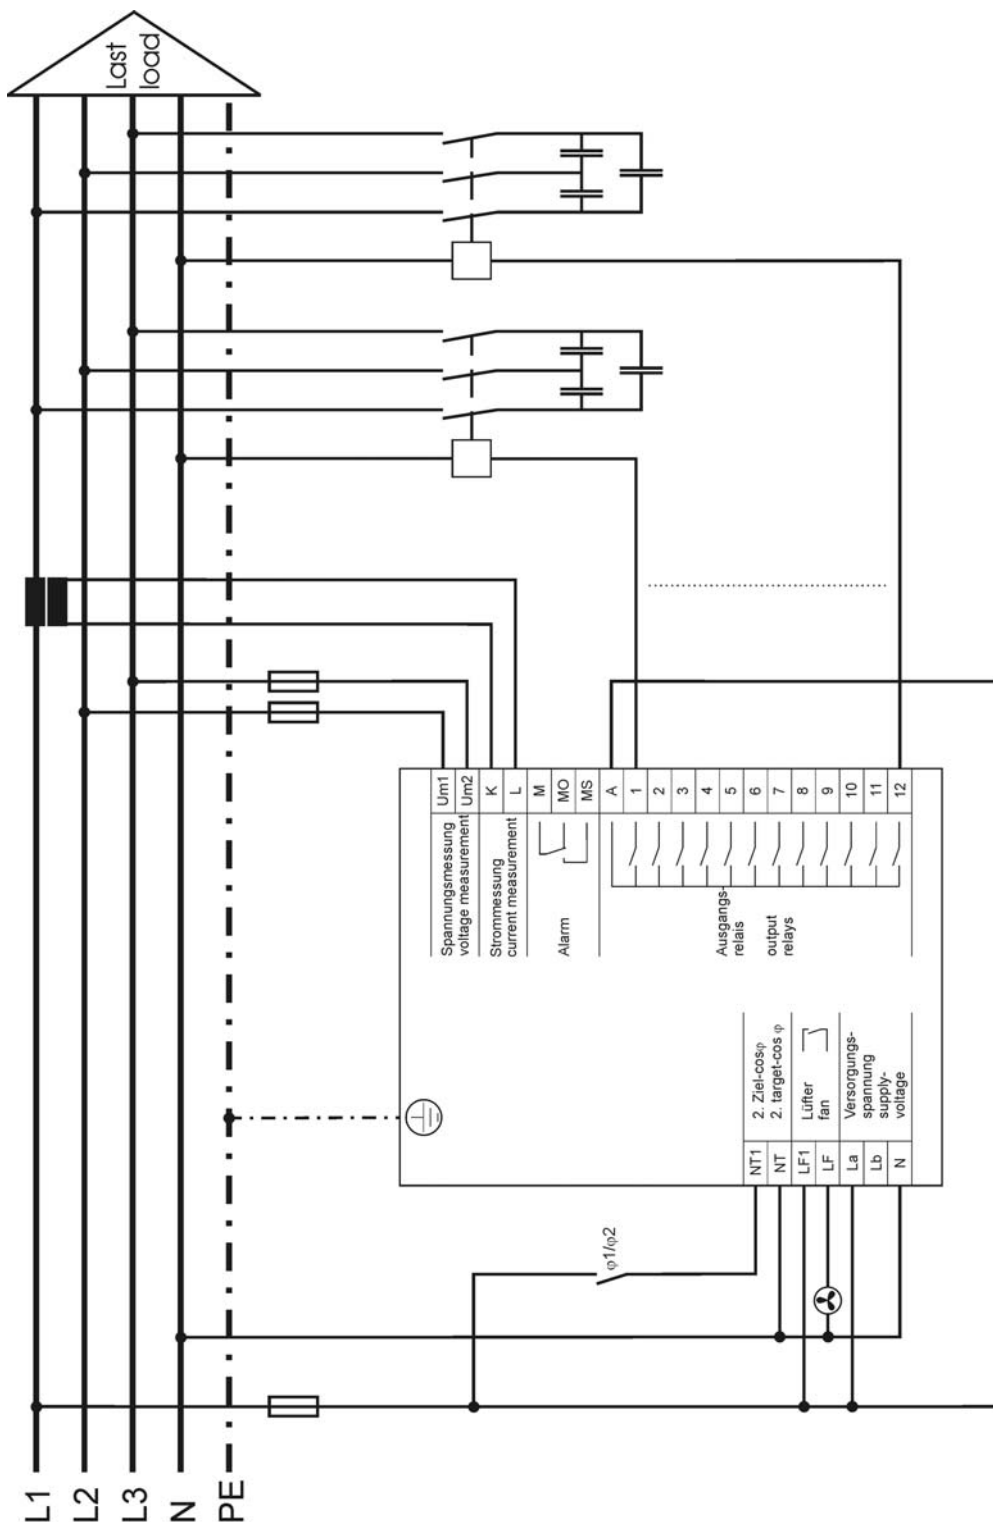 Last
load
Um1
Um2
K
L
M
MO
MS
A
1
2
3
4
5
6
7
8
9
10
11
12
Spannungsmessung
voltage measurement
Strommessung
current measurement
Alarm
Ausgangs-
relais
output
relays
2. Ziel-cosφ
2. target-cos φ
Lüfter
fan
Versorgungs-
spannung
supply-
voltage
NT1
NT
LF1
LF
La
Lb
N
φ1/φ2
L1
L2
L3
N
PE